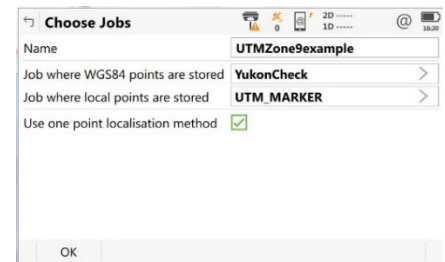 Choose Jobs 0 @ 2D ----- 1D ----- @ 16:20
Name UTMZone9example
Job where WGS84 points are stored YukonCheck
Job where local points are stored UTM_MARKER
Use one point localisation method
OK